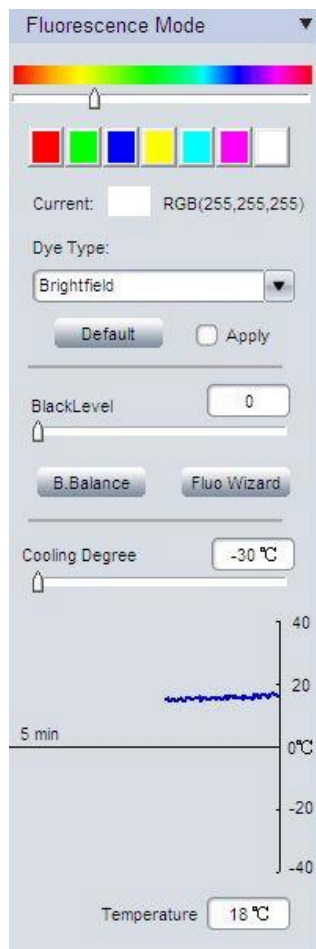 Fluorescence Mode
Current: RGB(255,255,255)
Dye Type:
Brightfield
Default Apply
BlackLevel 0
B.Balance Fluo Wizard
Cooling Degree -30 ℃
40
20
5 min
0℃
-20
-40
Temperature 18 ℃